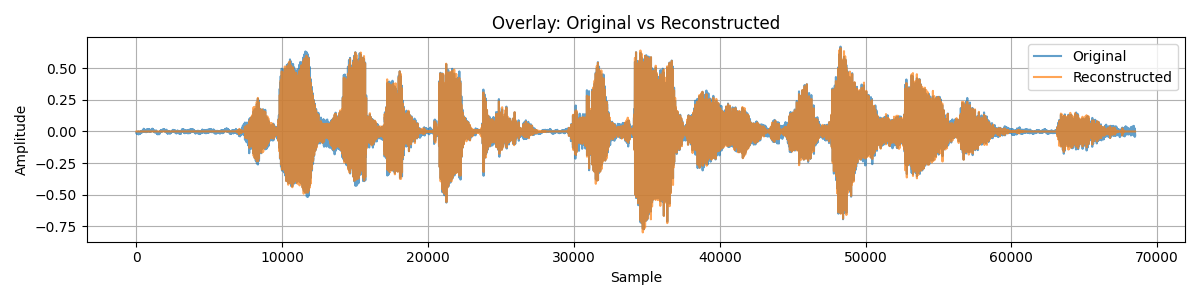 Overlay: Original vs Reconstructed
Original
Reconstructed
Amplitude
0.50
0.25
0.00
−0.25
−0.50
−0.75
0 10000 20000 30000 40000 50000 60000 70000
Sample